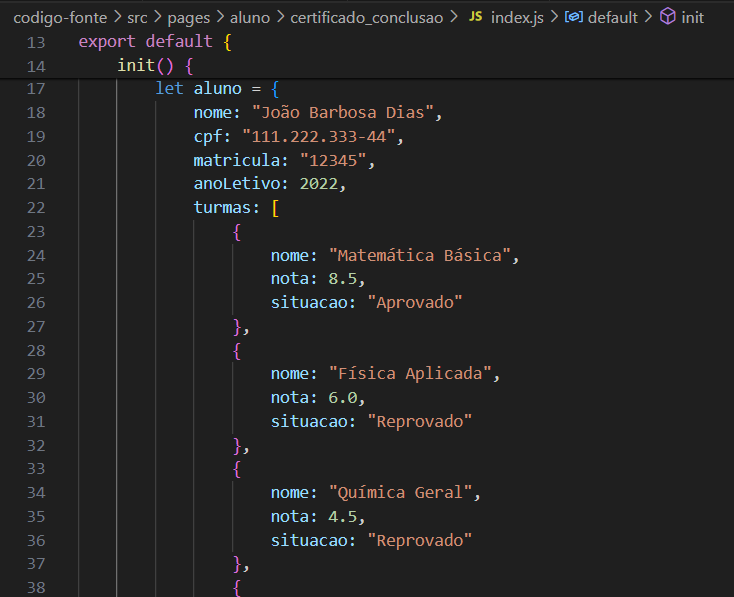 codigo-fonte > src > pages > aluno > certificado_conclusao > JS index.js > default > init
13 export default {
14 init() {
17 let aluno = {
18 nome: "João Barbosa Dias",
19 cpf: "111.222.333-44",
20 matricula: "12345",
21 anoLetivo: 2022,
22 turmas: [
23 {
24 nome: "Matemática Básica",
25 nota: 8.5,
26 situacao: "Aprovado"
27 },
28 {
29 nome: "Física Aplicada",
30 nota: 6.0,
31 situacao: "Reprovado"
32 },
33 {
34 nome: "Química Geral",
35 nota: 4.5,
36 situacao: "Reprovado"
37 },
38 {